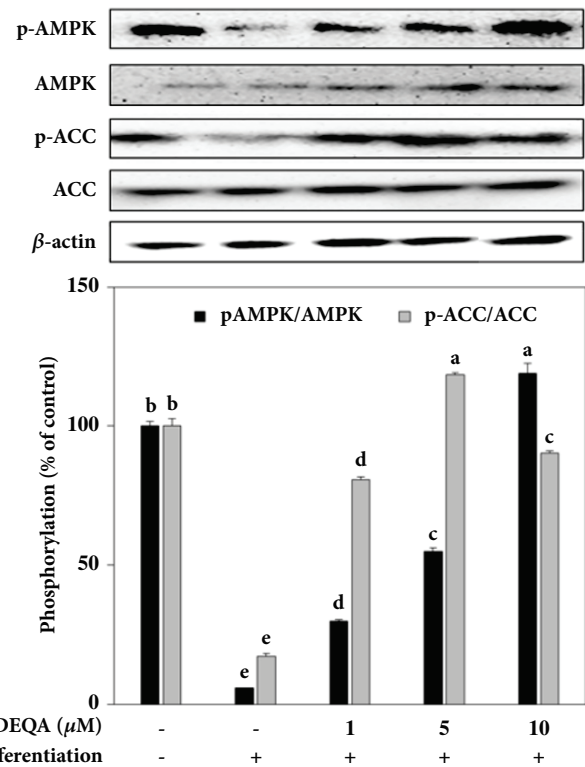 p-AMPK
AMPK
p-ACC
ACC
β-actin
150
pAMPK/AMPK p-ACC/ACC
a a
b b
100
c
d
Phosphorylation (% of control)
c
50
d
e
e
0
DEQA (μM) - - 1 5 10
ferentiation - + + + +